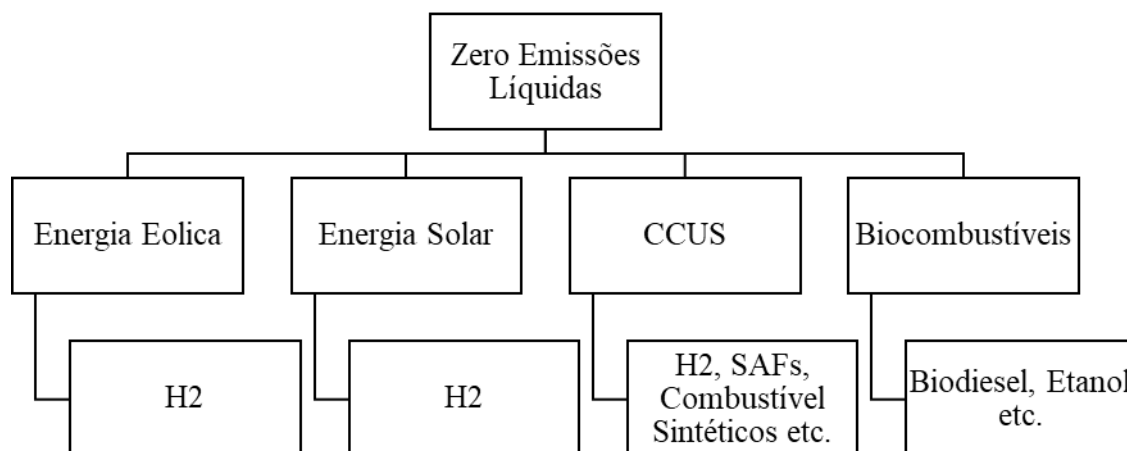 Zero Emissões
Líquidas
Energia Eolica
Energia Solar
CCUS
Biocombustíveis
H2
H2
H2, SAFs,
Combustível
Sintéticos etc.
Biodiesel, Etanol
etc.